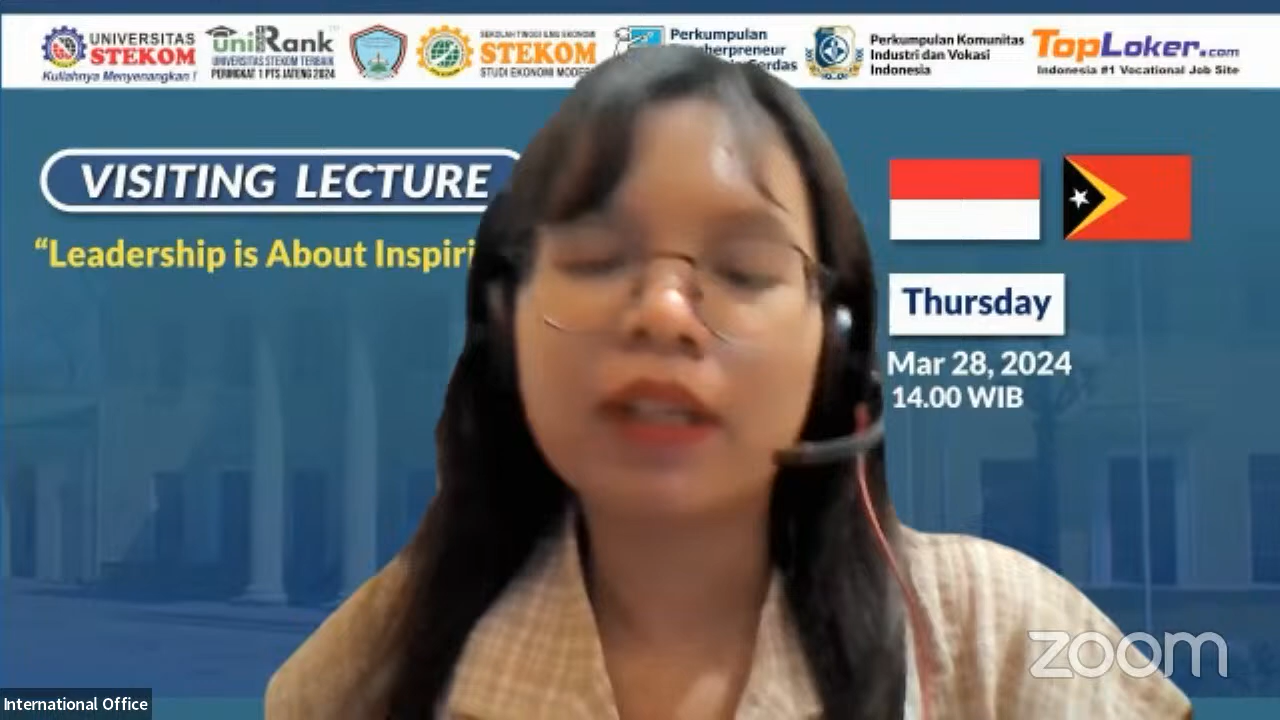 UNIVERSITAS
STEKOM
Kuliahnya Menyenangkan !
UniRank
UNIVERSITAS STEKOM TERBAIK
PERINGKAT 1 PTS JATENG 2024
SEKOLAH TINGGI ILMU EKONOMI
STEKOM
STUDI EKONOMI MODE
Perkumpulan
Perkumpulan Komunitas
Industri dan Vokasi
Indonesia
TopLoker.com
Indonesia #1 Vocational Job Site
VISITING LECTURE
“Leadership is About Inspiri
Thursday
Mar 28, 2024
14.00 WIB
zoom
International Office